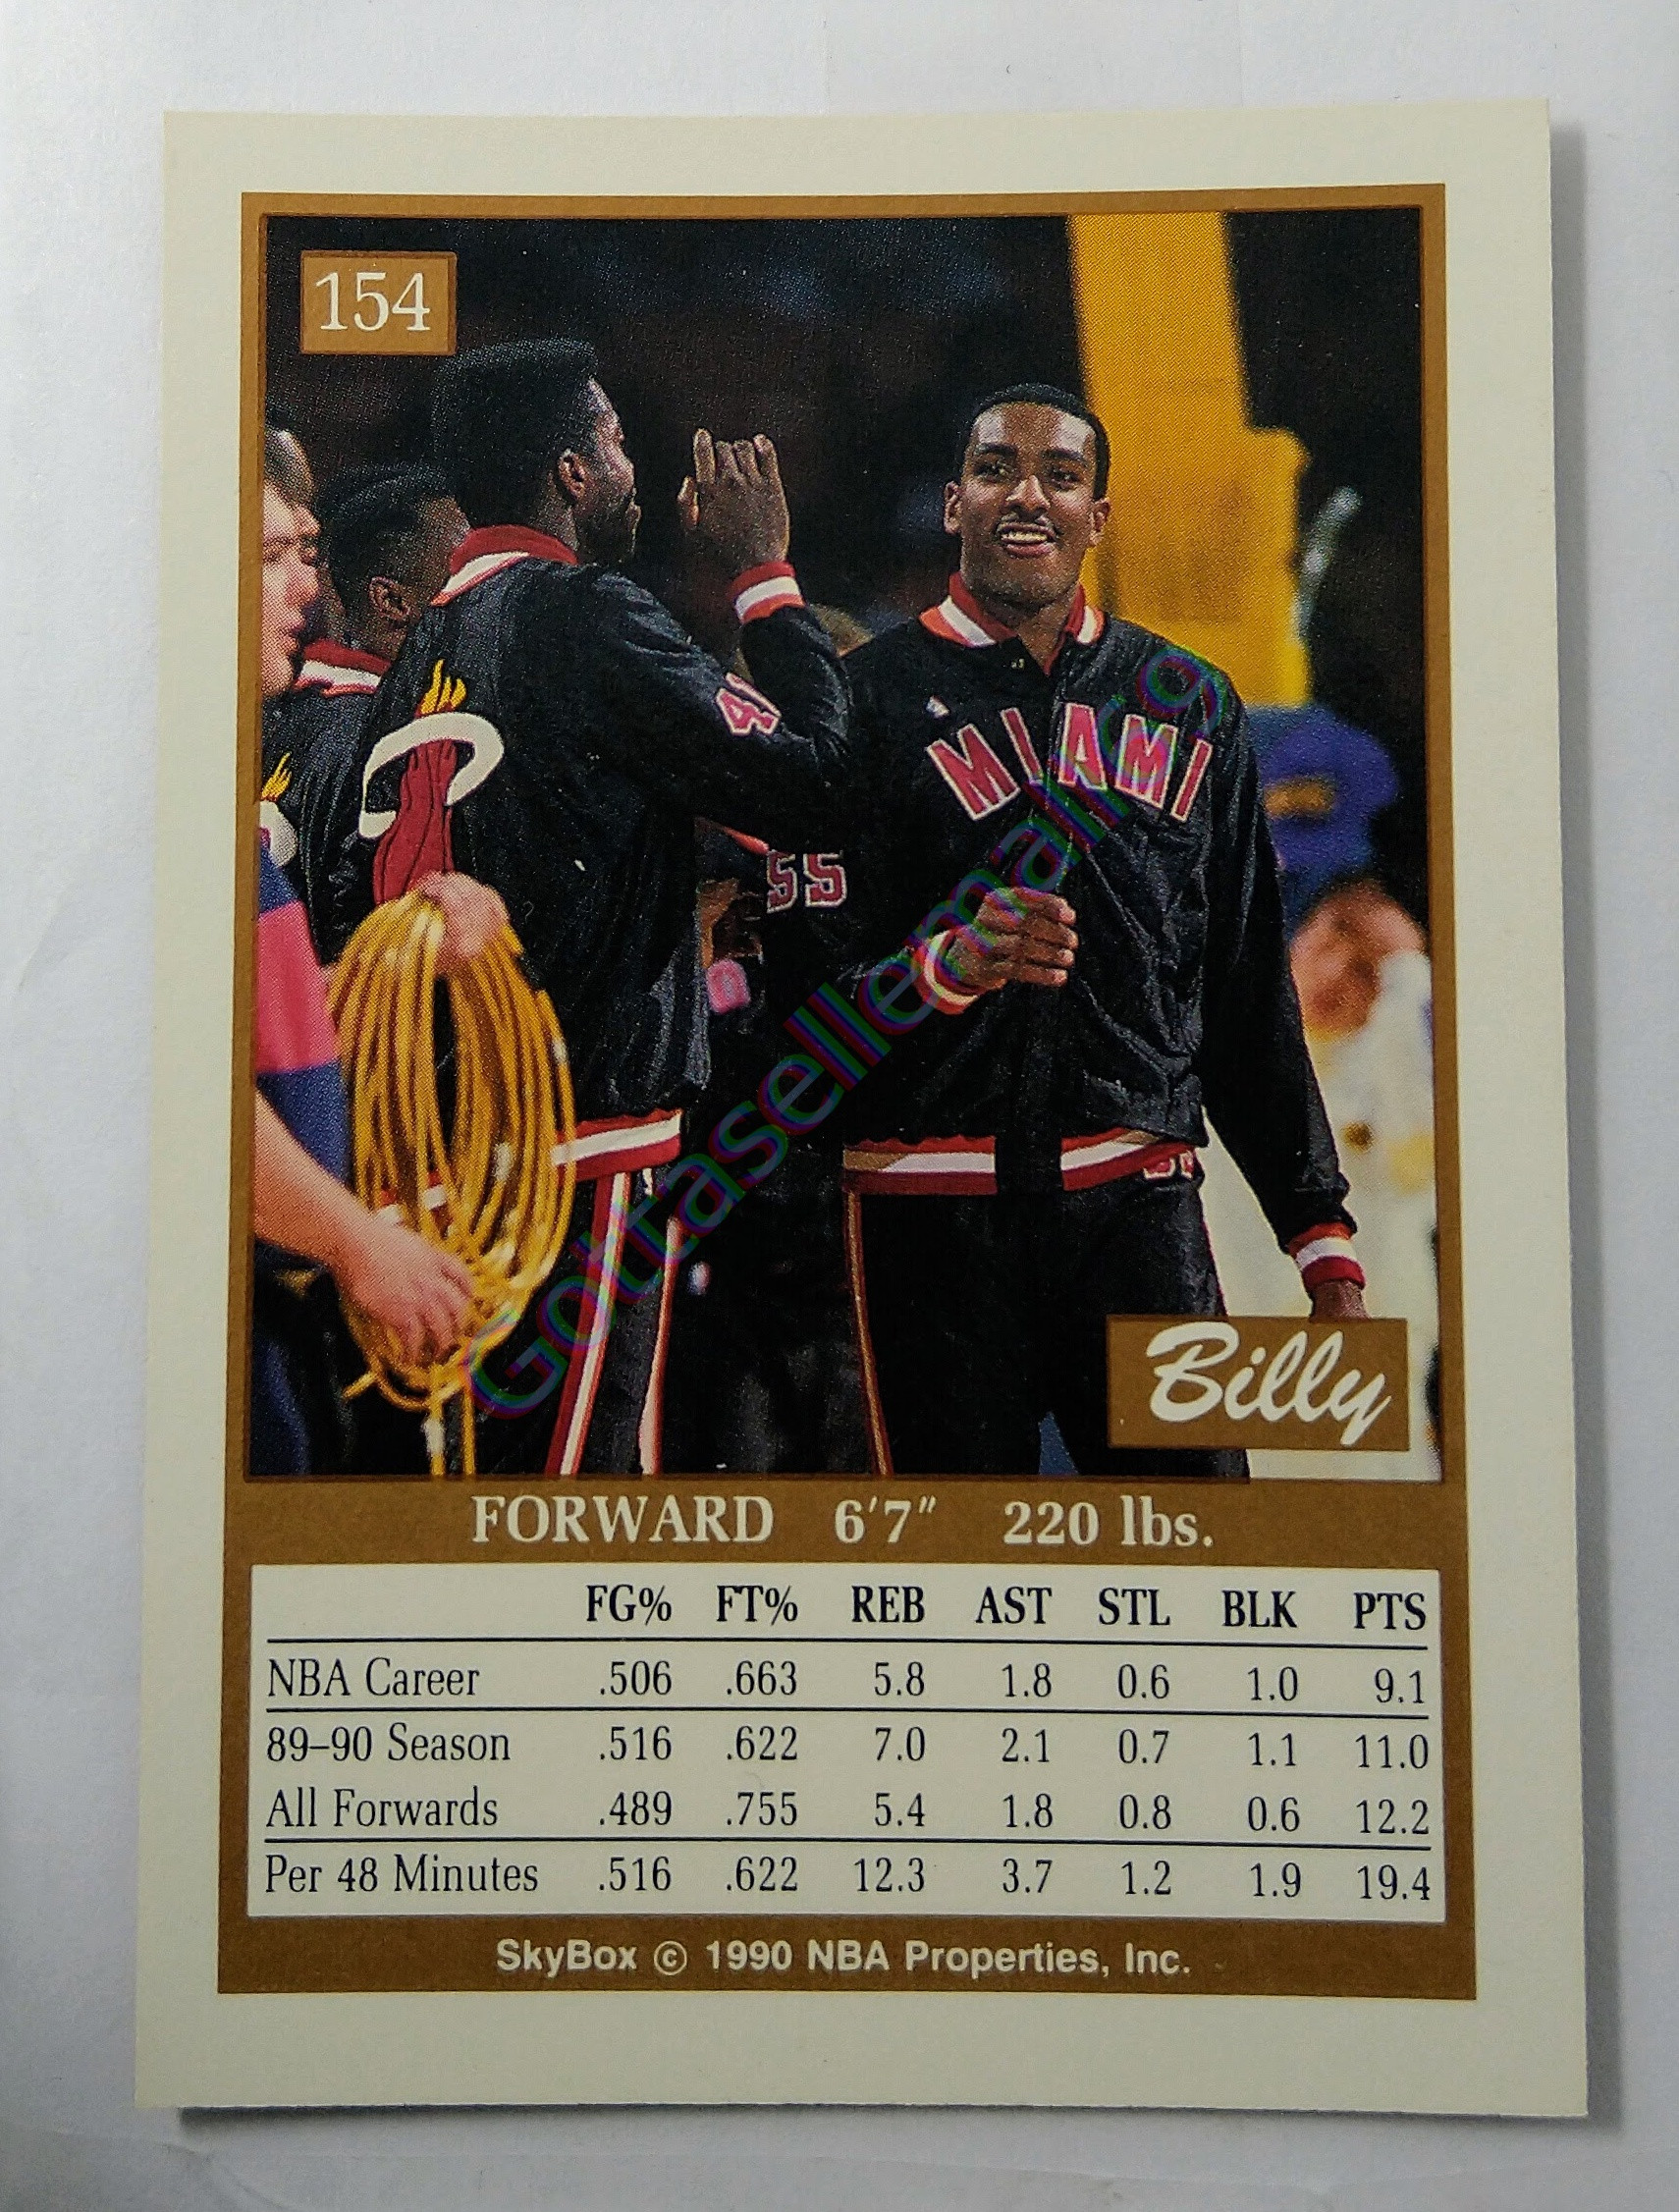 154
41
MIAMI
55
Gottasellemall69
Billy
FORWARD 6'7" 220 lbs.
FG% FT% REB AST STL BLK PTS
NBA Career .506 .663 5.8 1.8 0.6 1.0 9.1
89–90 Season .516 .622 7.0 2.1 0.7 1.1 11.0
All Forwards .489 .755 5.4 1.8 0.8 0.6 12.2
Per 48 Minutes .516 .622 12.3 3.7 1.2 1.9 19.4
SkyBox © 1990 NBA Properties, Inc.